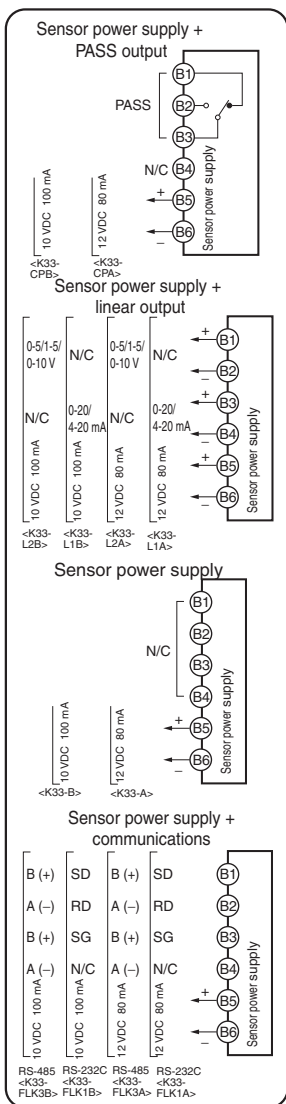 Sensor power supply +
PASS output
B1
PASS
B2
B3
N/C
B4
+
B5
−
B6
Sensor power supply
10 VDC 100 mA
12 VDC 80 mA
<K33-
CPB>
<K33-
CPA>
Sensor power supply +
linear output
0-5/1-5/
0-10 V
N/C
0-5/1-5/
0-10 V
N/C
+
B1
−
B2
N/C
0-20/
4-20 mA
N/C
0-20/
4-20 mA
+
B3
−
B4
10 VDC 100 mA
10 VDC 100 mA
12 VDC 80 mA
12 VDC 80 mA
+
B5
−
B6
Sensor power supply
<K33-
L2B>
<K33-
L1B>
<K33-
L2A>
<K33-
L1A>
Sensor power supply
B1
B2
N/C
B3
B4
+
B5
−
B6
Sensor power supply
10 VDC 100 mA
12 VDC 80 mA
<K33-B>
<K33-A>
Sensor power supply +
communications
B (+) SD B (+) SD B1
A (−) RD A (−) RD B2
B (+) SG B (+) SG B3
A (−) N/C A (−) N/C B4
10 VDC 100 mA
10 VDC 100 mA
12 VDC 80 mA
12 VDC 80 mA
+
B5
−
B6
Sensor power supply
RS-485 RS-232C RS-485 RS-232C
<K33- <K33- <K33- <K33-
FLK3B> FLK1B> FLK3A> FLK1A>